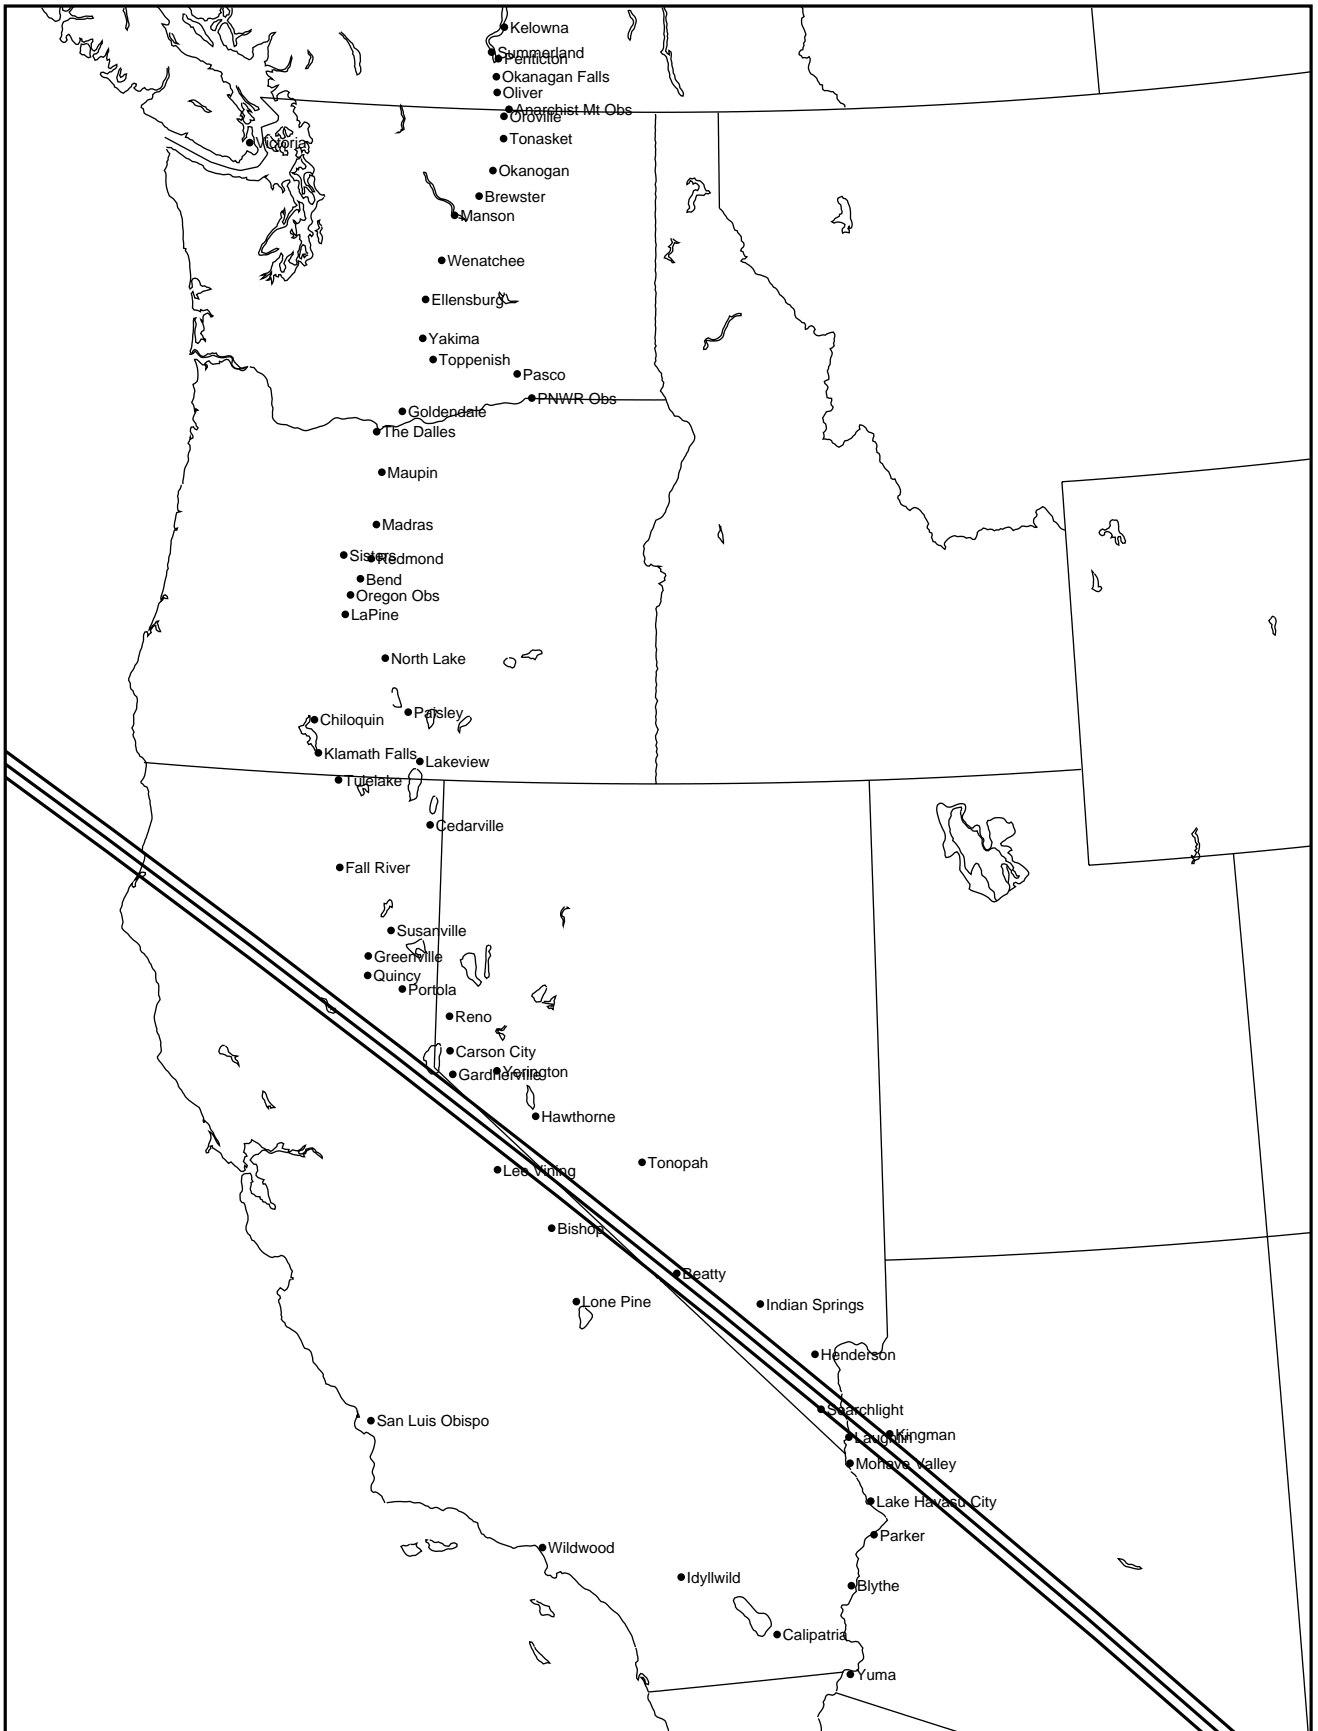 Kelowna
Summerland
Penticton
Okanagan Falls
Oliver
Anarchist Mt Obs
Oroville
Tonasket
Victoria
Okanogan
Brewster
Manson
Wenatchee
Ellensburg
Yakima
Toppenish
Pasco
PNWR Obs
Goldendale
The Dalles
Maupin
Madras
Sisters
Redmond
Bend
Oregon Obs
LaPine
North Lake
Paisley
Chiloquin
Klamath Falls
Lakeview
Tulelake
Cedarville
Fall River
Susanville
Greenville
Quincy
Portola
Reno
Carson City
Yerington
Gardnerville
Hawthorne
Tonopah
Lee Vining
Bishop
Beatty
Lone Pine
Indian Springs
Henderson
Searchlight
San Luis Obispo
Kingman
Laughlin
Mohave Valley
Lake Havasu City
Parker
Wildwood
Idyllwild
Blythe
Calipatria
Yuma